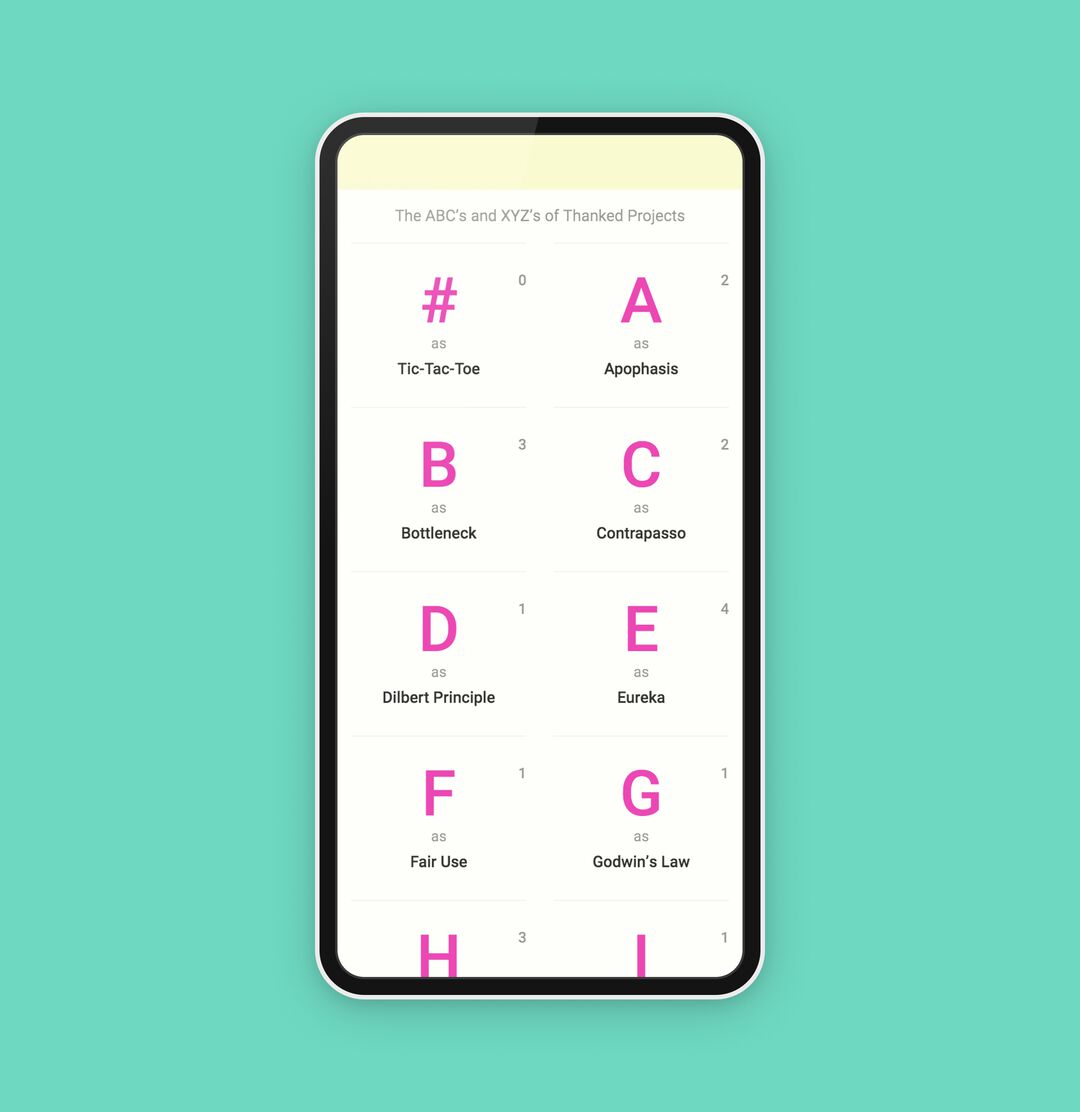 The ABC’s and XYZ’s of Thanked Projects
# 0
as
Tic-Tac-Toe
A 2
as
Apophasis
B 3
as
Bottleneck
C 2
as
Contrapasso
D 1
as
Dilbert Principle
E 4
as
Eureka
F 1
as
Fair Use
G 1
as
Godwin’s Law
H 3
I 1